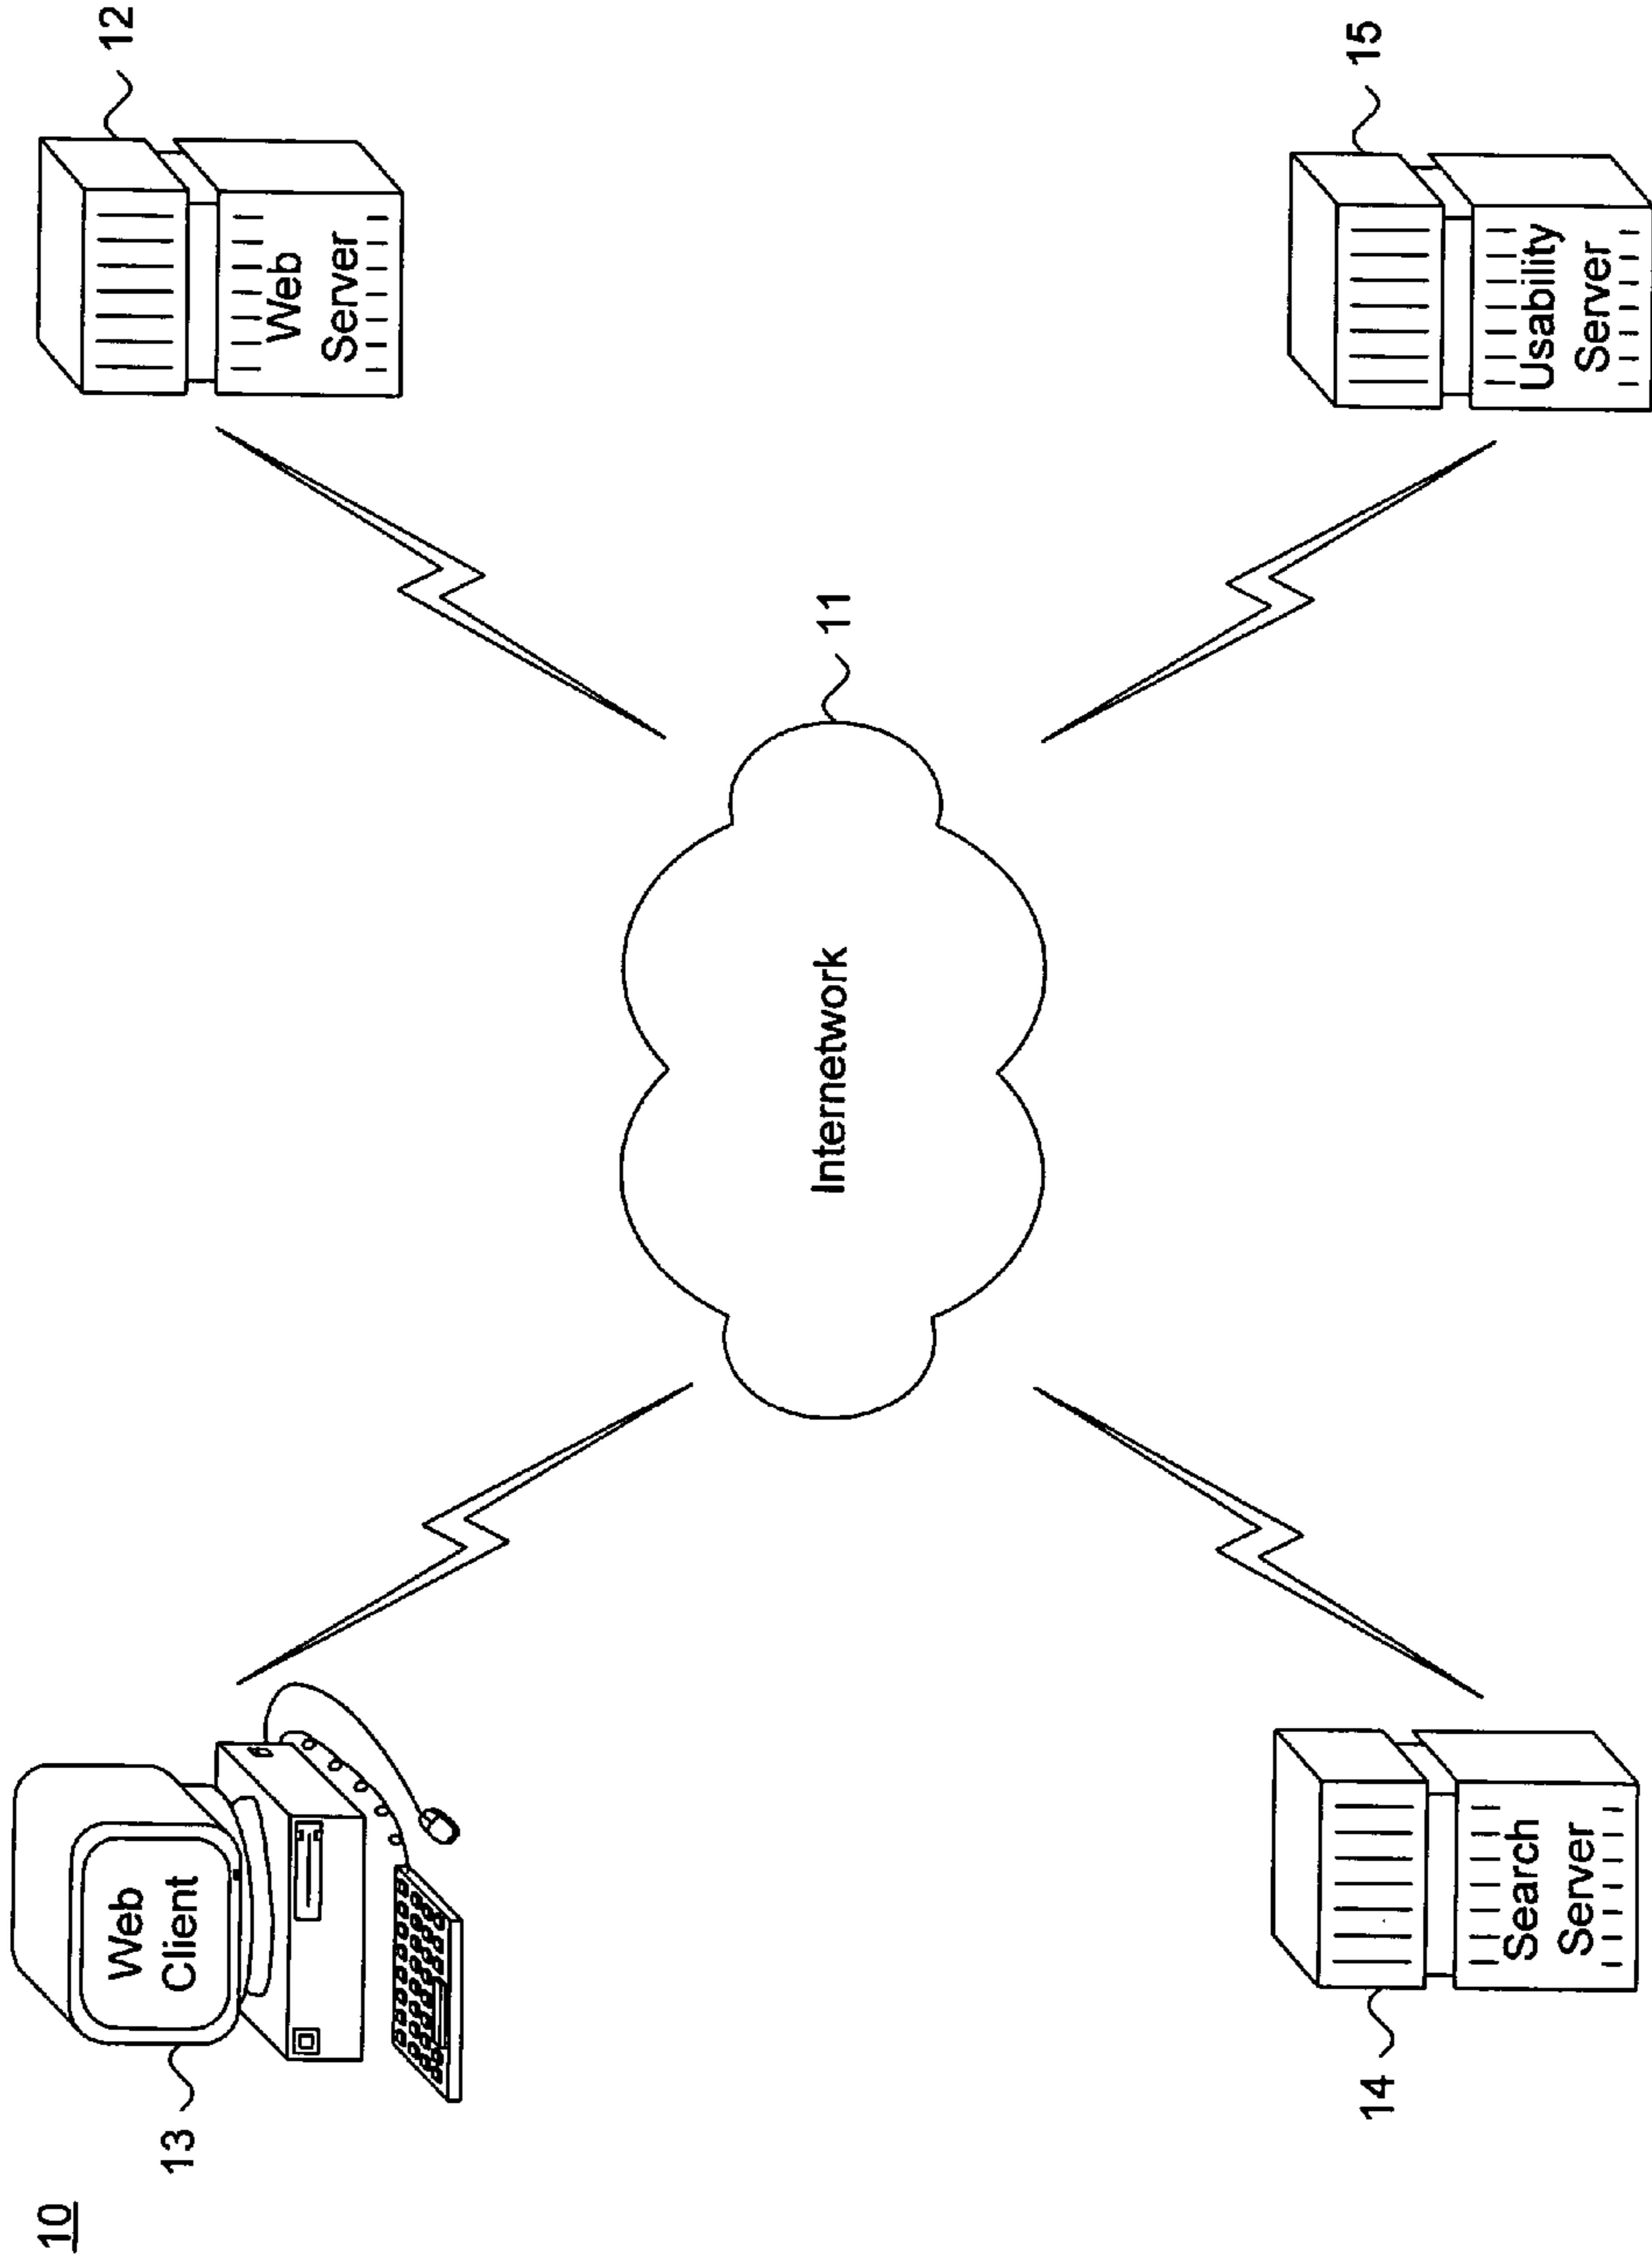 10
13
Web
Client
12
Web
Server
11
Internetwork
14
Search
Server
15
Usability
Server